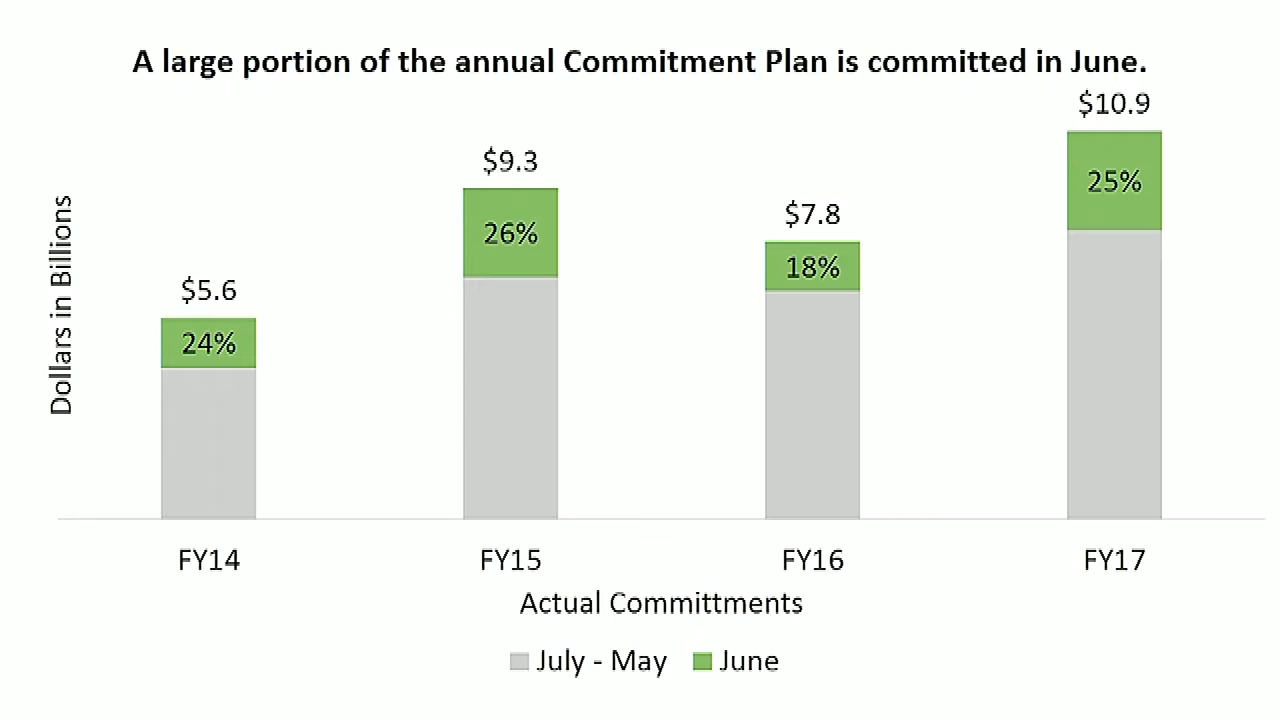 A large portion of the annual Commitment Plan is committed in June.
$10.9
$9.3
$7.8
$5.6
25%
26%
18%
24%
Dollars in Billions
FY14 FY15 FY16 FY17
Actual Committments
July - May June